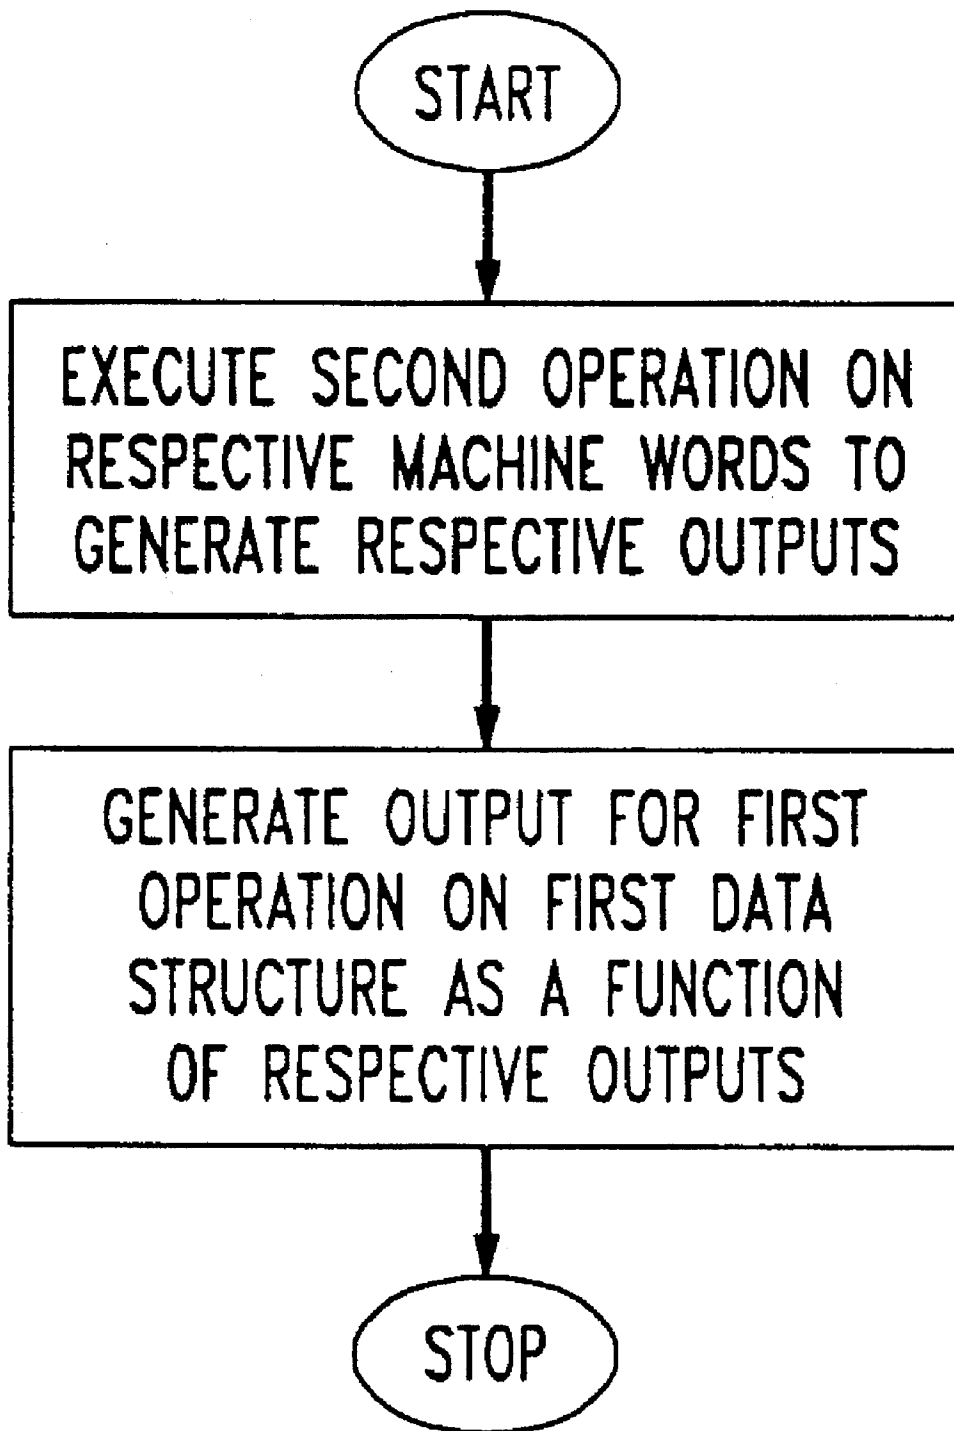 START
EXECUTE SECOND OPERATION ON
RESPECTIVE MACHINE WORDS TO
GENERATE RESPECTIVE OUTPUTS
GENERATE OUTPUT FOR FIRST
OPERATION ON FIRST DATA
STRUCTURE AS A FUNCTION
OF RESPECTIVE OUTPUTS
STOP